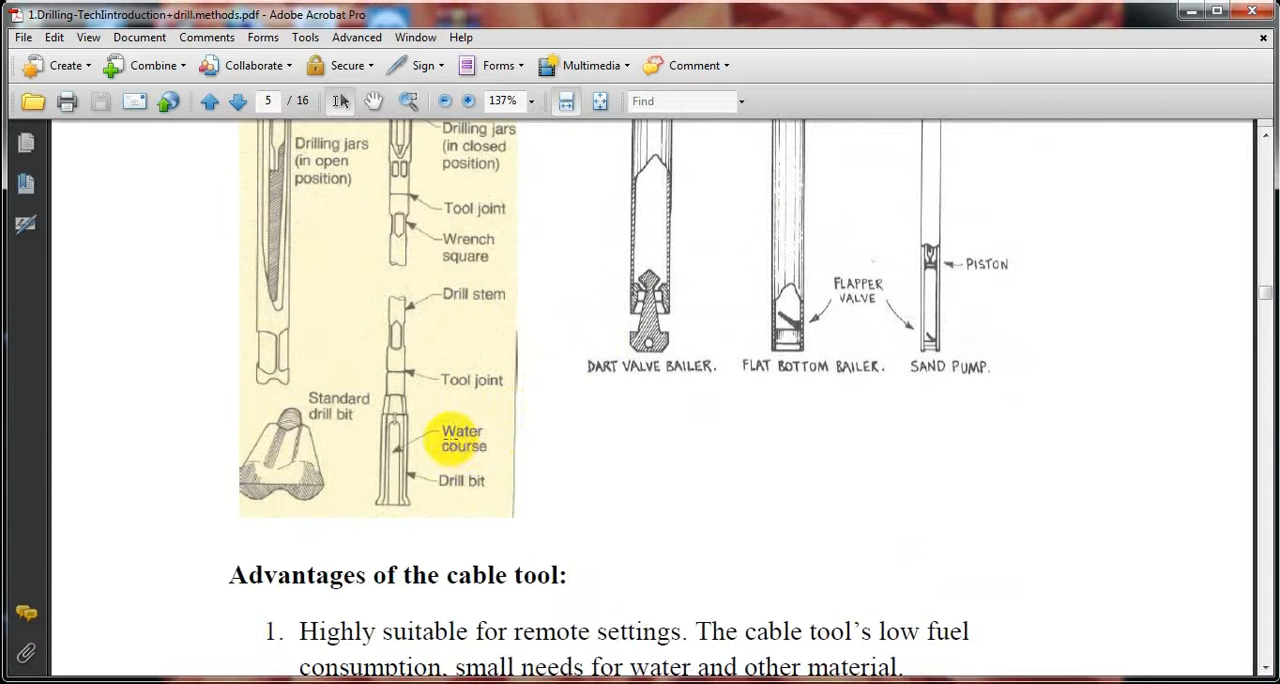 1.Drilling-TechIintroduction+drill.methods.pdf - Adobe Acrobat Pro
File Edit View Document Comments Forms Tools Advanced Window Help
Create Combine Collaborate Secure Sign Forms Multimedia Comment
5 / 16 137% Find
Drilling jars
(in open
position)
Standard
drill bit
Drilling jars
(in closed
position)
Tool joint
Wrench
square
Drill stem
Tool joint
Water
course
Drill bit
FLAPPER
VALVE
PISTON
DART VALVE BAILER.
FLAT BOTTOM BAILER.
SAND PUMP.
Advantages of the cable tool:
1. Highly suitable for remote settings. The cable tool’s low fuel
consumption, small needs for water and other material.